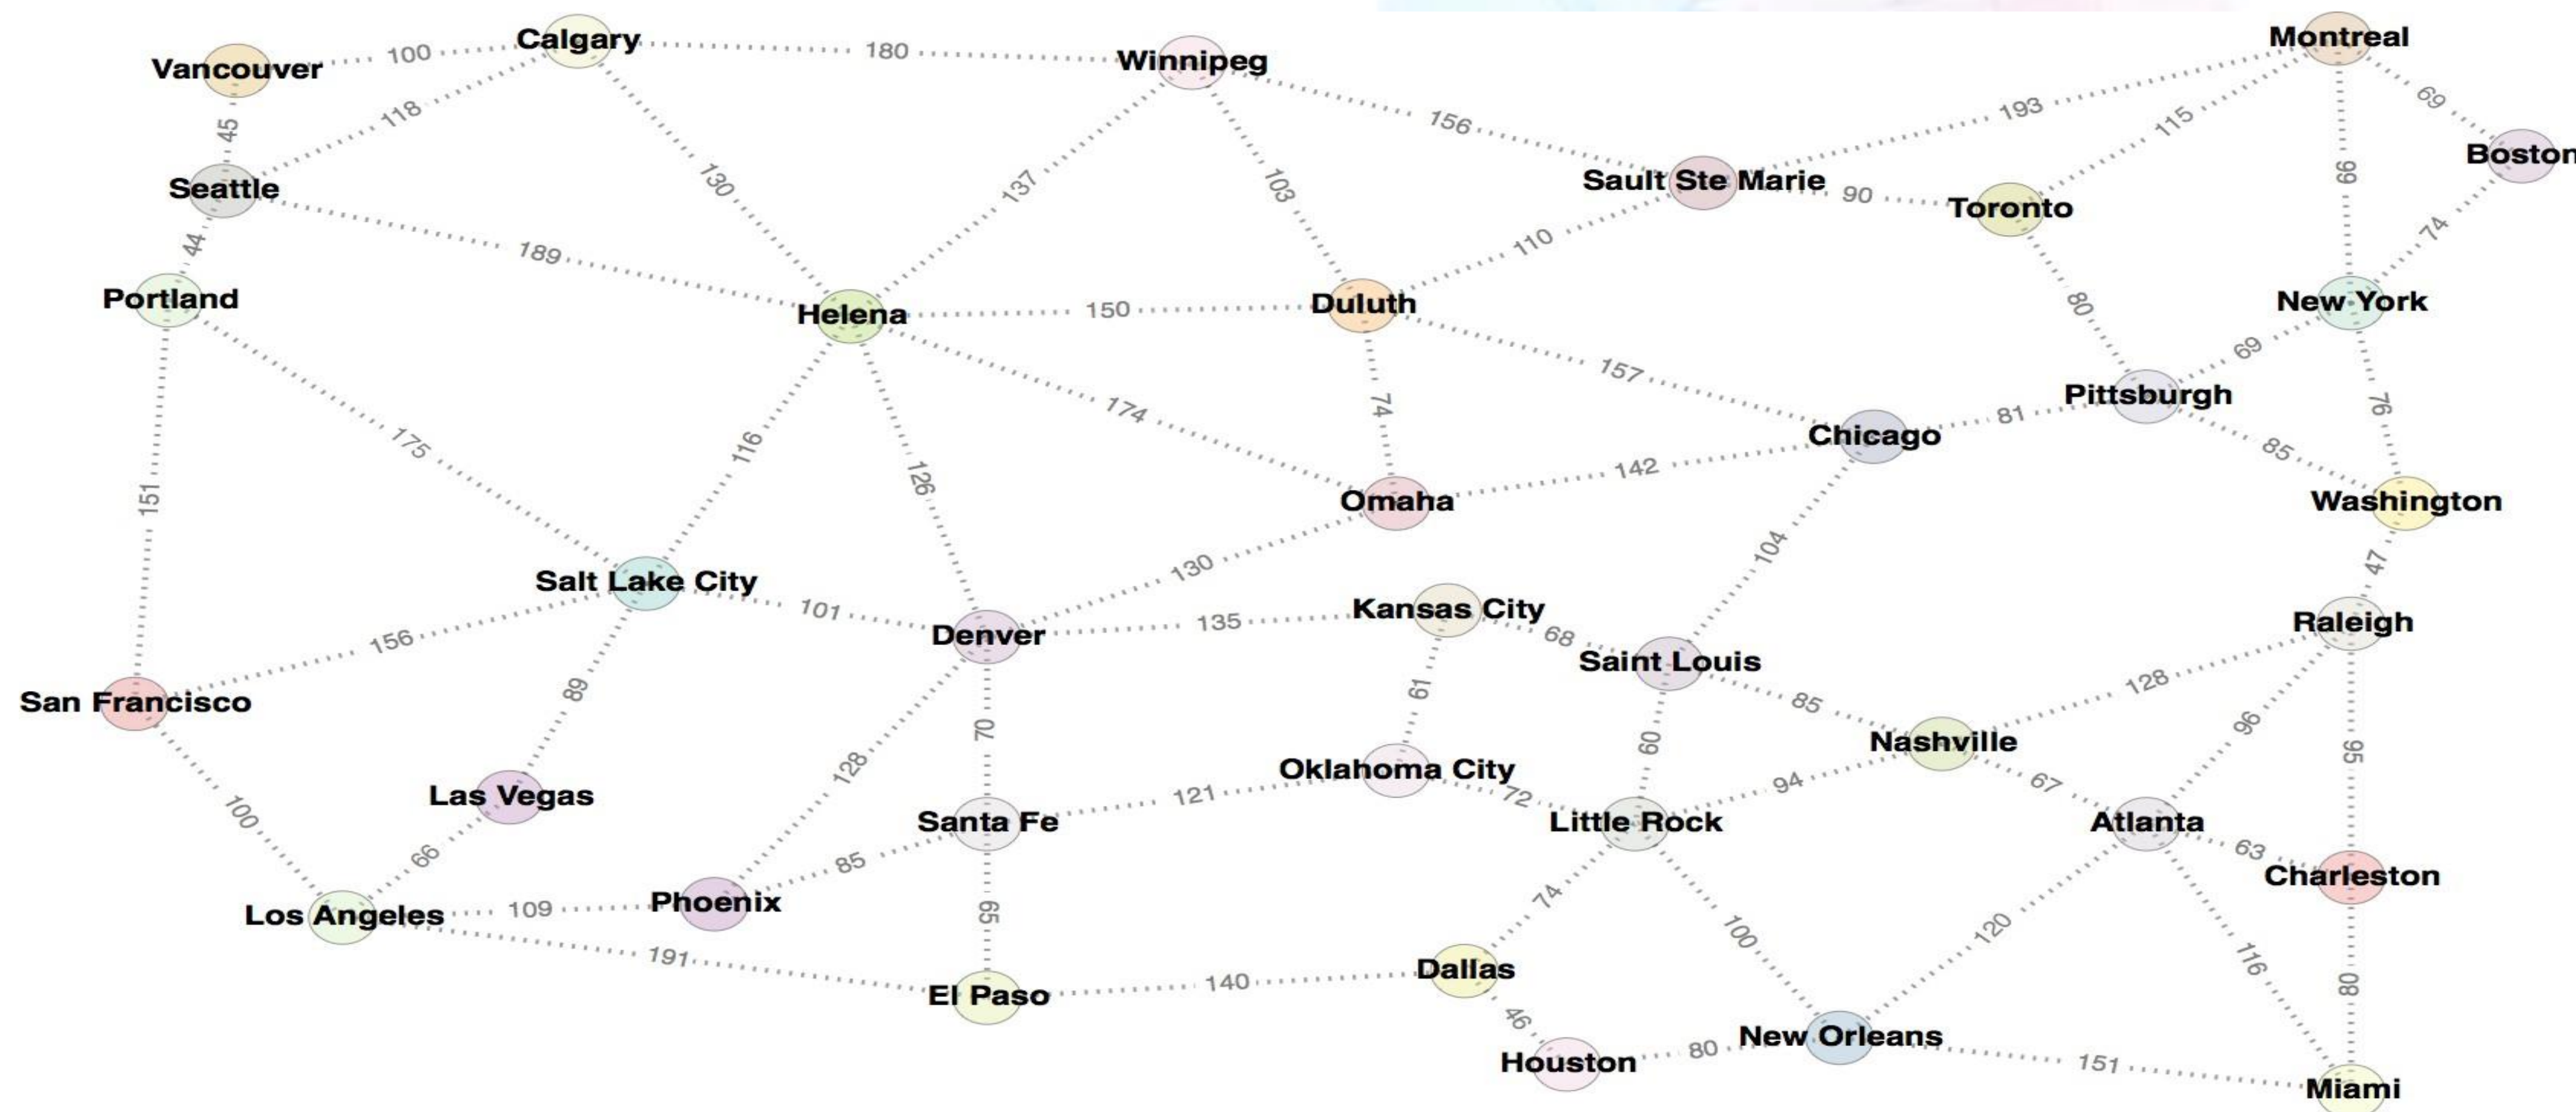 Vancouver
100
Calgary
180
Winnipeg
Montreal
45
118
130
137
103
156
193
115
69
Seattle
Sault Ste Marie
90
Toronto
99
Boston
44
189
110
74
Portland
Helena
150
Duluth
80
New York
151
175
116
126
174
74
157
69
76
Chicago
81
Pittsburgh
85
142
Omaha
Washington
104
47
Salt Lake City
101
130
Kansas City
Denver
135
68
Raleigh
156
Saint Louis
89
61
85
128
San Francisco
70
60
Nashville
96
95
100
128
Oklahoma City
94
67
Las Vegas
121
72
66
Santa Fe
Little Rock
Atlanta
85
63
Los Angeles
109
Phoenix
65
74
100
120
116
Charleston
191
80
El Paso
140
Dallas
46
New Orleans
Houston
80
151
Miami